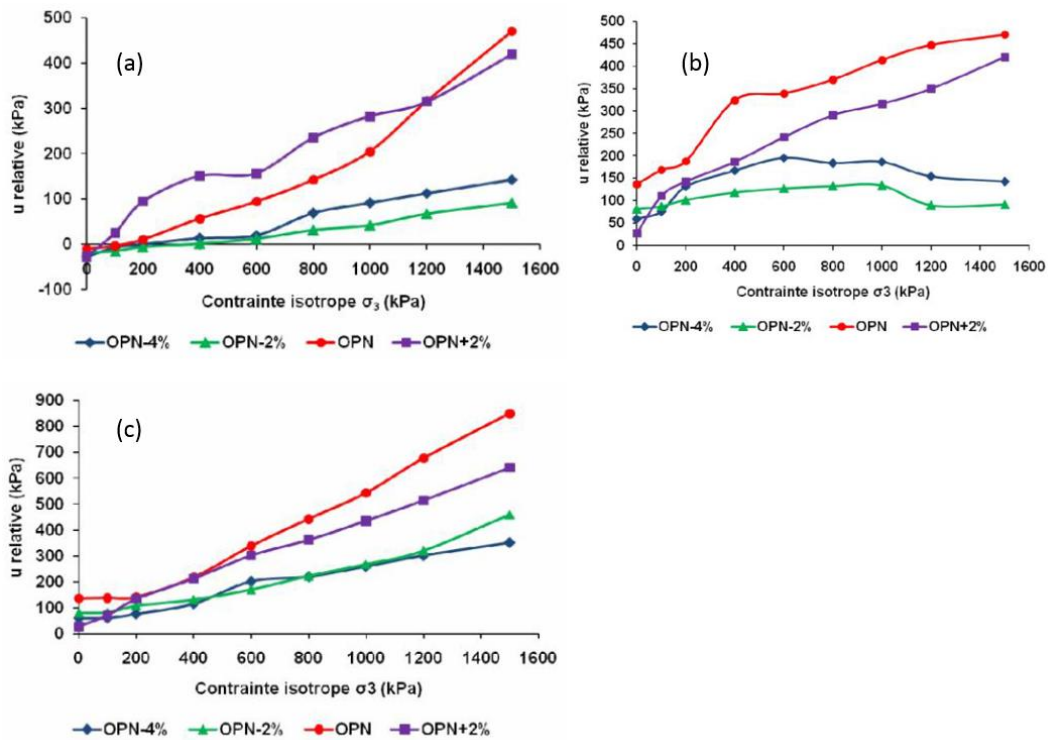 500
400
300
200
100
0
-100
(a)
u relative (kPa)
0 200 400 600 800 1000 1200 1400 1600
Contrainte isotrope σ₃ (kPa)
OPN-4% OPN-2% OPN OPN+2%
500
450
400
350
300
250
200
150
100
50
0
(b)
u relative (kPa)
0 200 400 600 800 1000 1200 1400 1600
Contrainte isotrope σ3 (kPa)
OPN-4% OPN-2% OPN OPN+2%
900
800
700
600
500
400
300
200
100
0
(c)
u relative (kPa)
0 200 400 600 800 1000 1200 1400 1600
Contrainte isotrope σ3 (kPa)
OPN-4% OPN-2% OPN OPN+2%